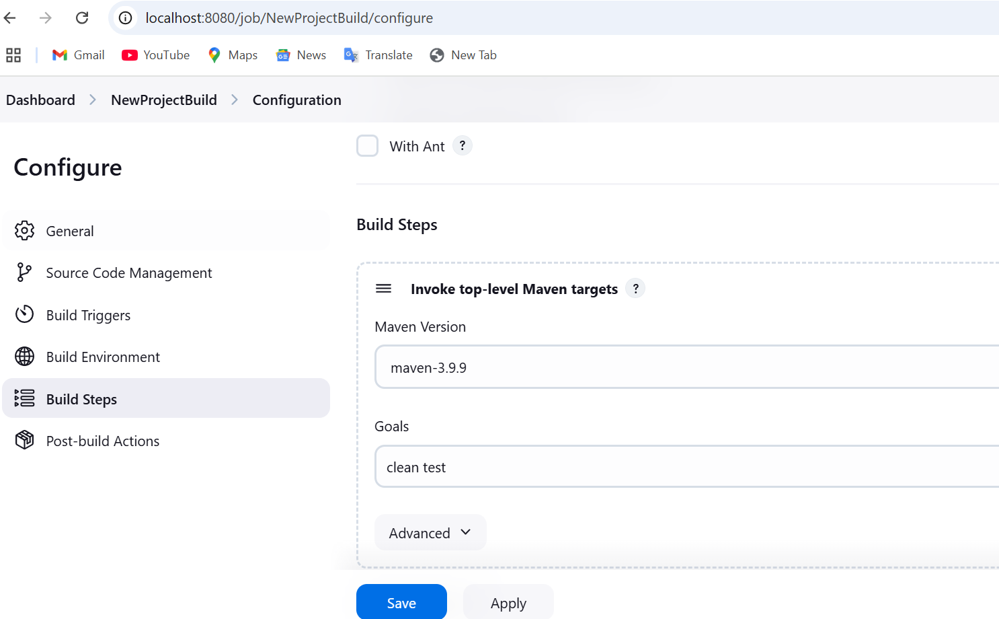 localhost:8080/job/NewProjectBuild/configure
Gmail YouTube Maps News Translate New Tab
Dashboard NewProjectBuild Configuration
With Ant ?
Configure
General
Source Code Management
Build Triggers
Build Environment
Build Steps
Post-build Actions
Build Steps
Invoke top-level Maven targets ?
Maven Version
maven-3.9.9
Goals
clean test
Advanced
Save Apply